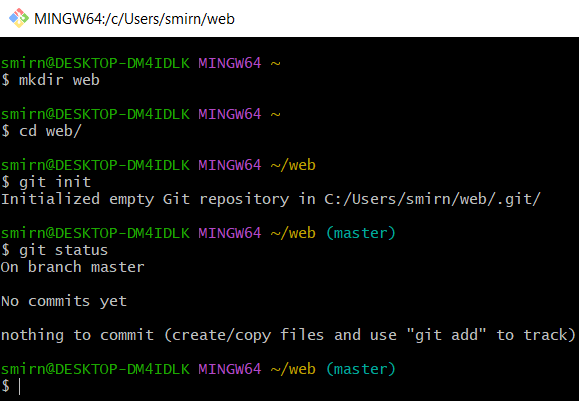 MINGW64:/c/Users/smirn/web
smirn@DESKTOP-DM4IDLK MINGW64 ~
$ mkdir web
smirn@DESKTOP-DM4IDLK MINGW64 ~
$ cd web/
smirn@DESKTOP-DM4IDLK MINGW64 ~/web
$ git init
Initialized empty Git repository in C:/Users/smirn/web/.git/
smirn@DESKTOP-DM4IDLK MINGW64 ~/web (master)
$ git status
On branch master
No commits yet
nothing to commit (create/copy files and use "git add" to track)
smirn@DESKTOP-DM4IDLK MINGW64 ~/web (master)
$